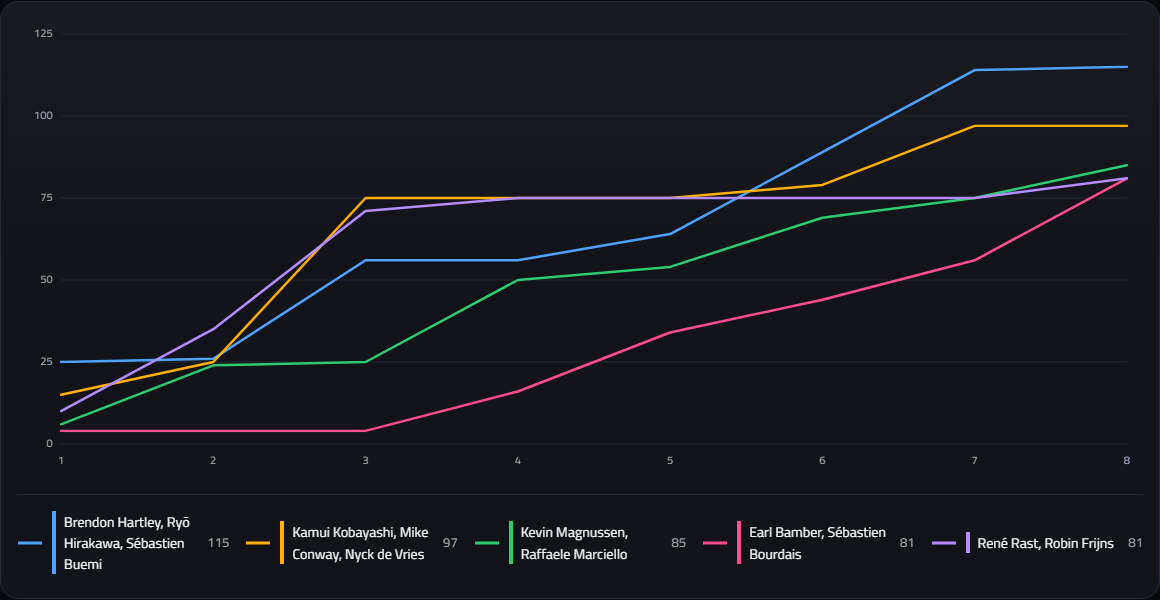 125
100
75
50
25
0
1 2 3 4 5 6 7 8
Brendon Hartley, Ryō
Hirakawa, Sébastien
Buemi
115
Kamui Kobayashi, Mike
Conway, Nyck de Vries
97
Kevin Magnussen,
Raffaele Marciello
85
Earl Bamber, Sébastien
Bourdais
81
René Rast, Robin Frijns
81